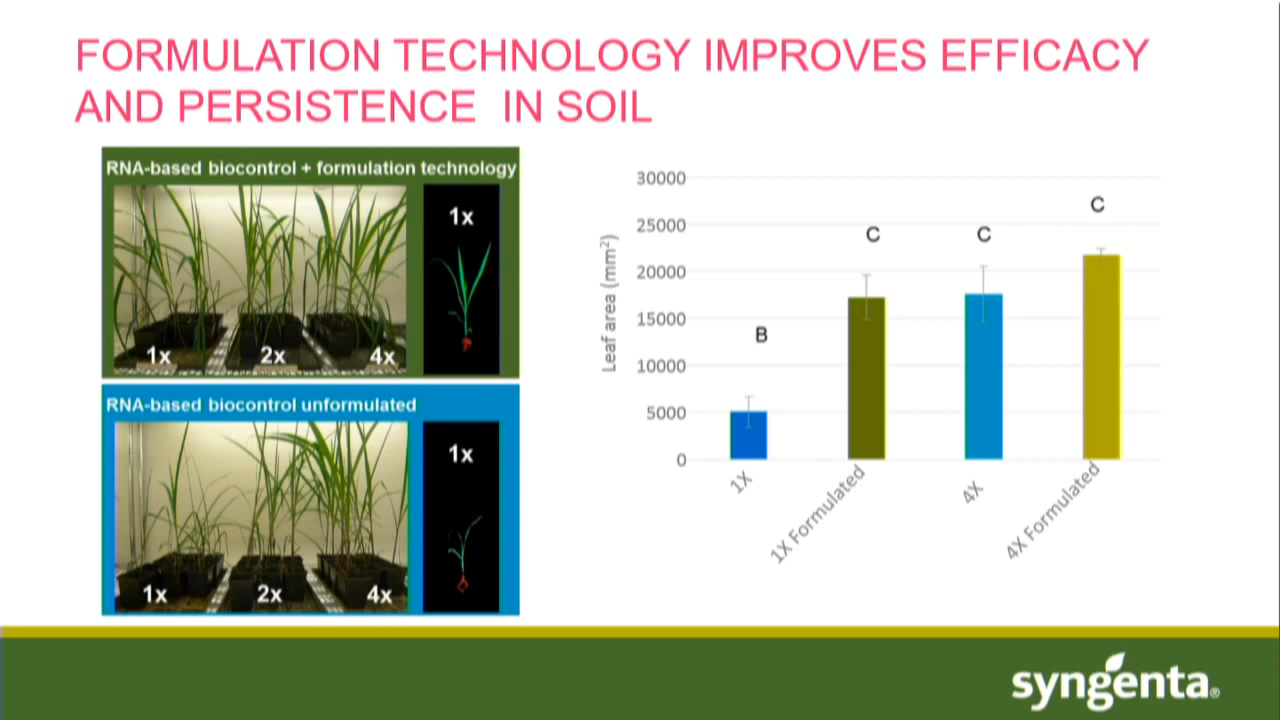 FORMULATION TECHNOLOGY IMPROVES EFFICACY
AND PERSISTENCE IN SOIL
RNA-based biocontrol + formulation technology
1x
2x
4x
1x
RNA-based biocontrol unformulated
1x
2x
4x
1x
Leaf area (mm²)
30000
25000
20000
15000
10000
5000
0
B
C
C
C
1X
1X Formulated
4X
4X Formulated
syngenta®